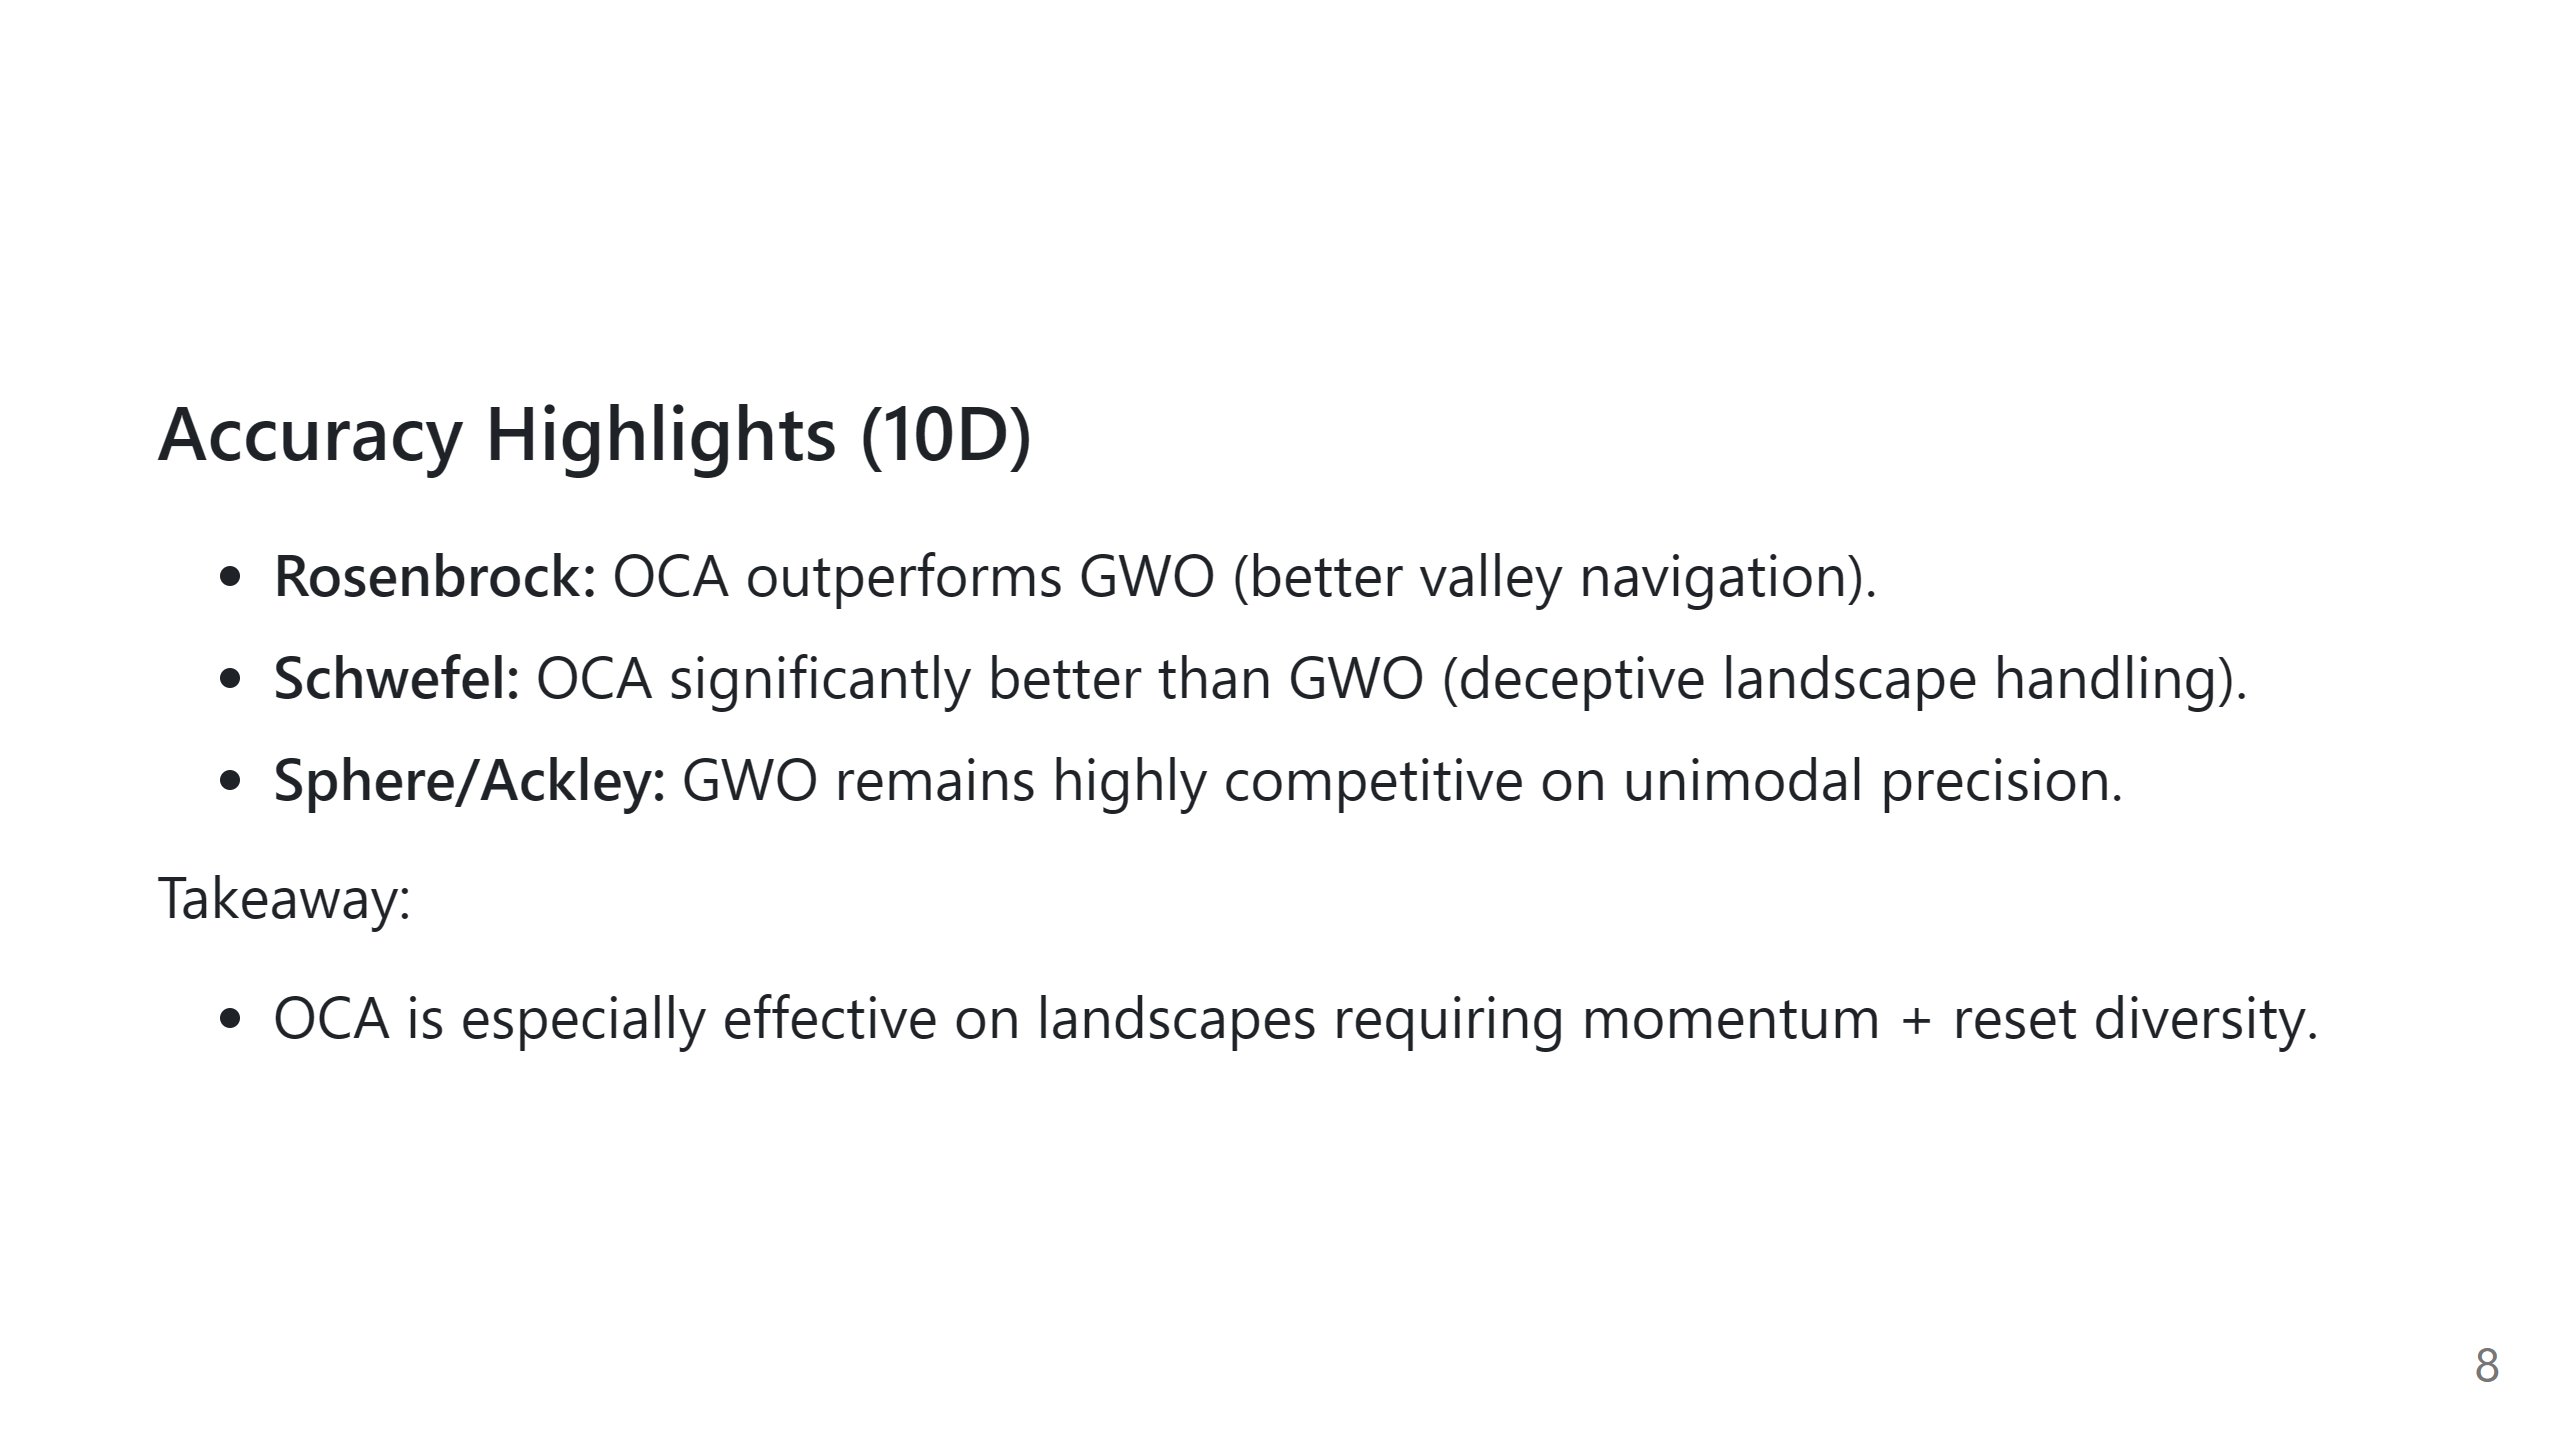 Accuracy Highlights (10D)
• Rosenbrock: OCA outperforms GWO (better valley navigation).
• Schwefel: OCA significantly better than GWO (deceptive landscape handling).
• Sphere/Ackley: GWO remains highly competitive on unimodal precision.
Takeaway:
• OCA is especially effective on landscapes requiring momentum + reset diversity.
8